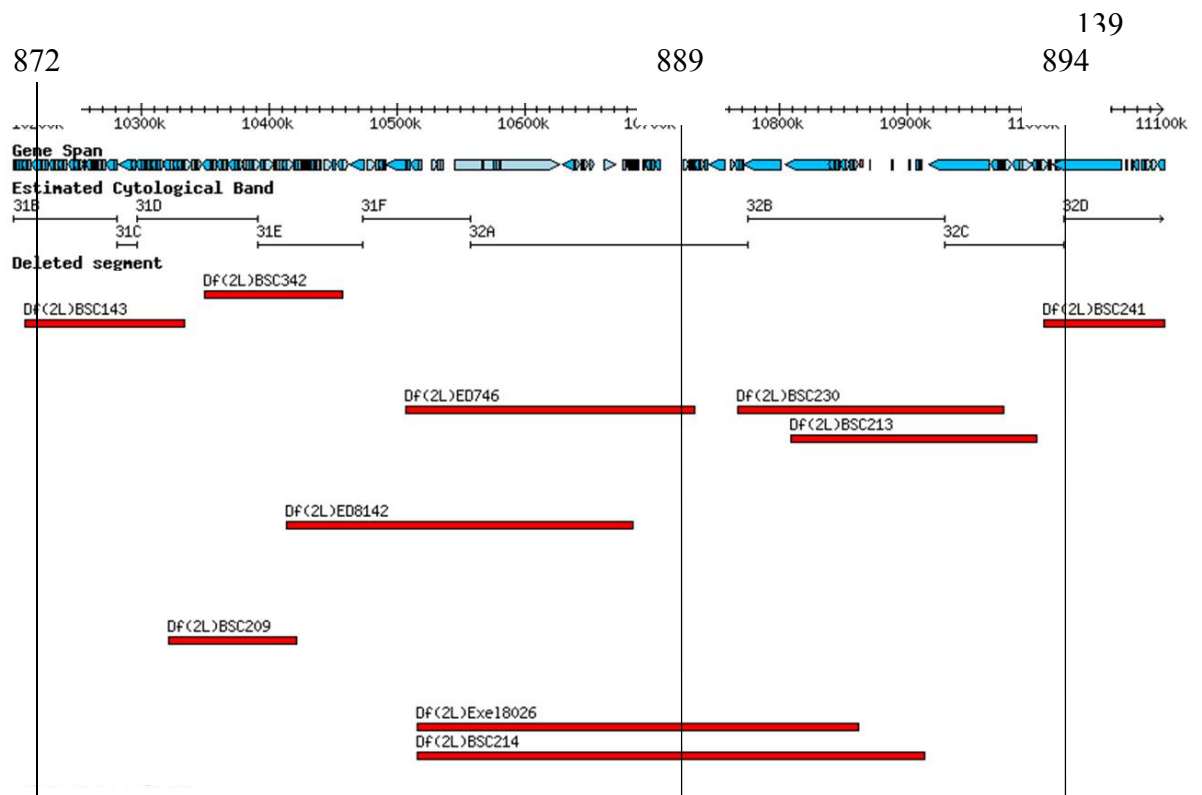 139
872 889 894
10300k 10400k 10500k 10600k 10800k 10900k 11100k
Gene Span
Estimated Cytological Band
31B 31D 31F 32B 32D
31C 31E 32A 32C
Deleted segment
Df(2L)BSC342
Df(2L)BSC143 Df(2L)BSC241
Df(2L)ED746 Df(2L)BSC230
Df(2L)BSC213
Df(2L)ED8142
Df(2L)BSC209
Df(2L)Exel8026
Df(2L)BSC214